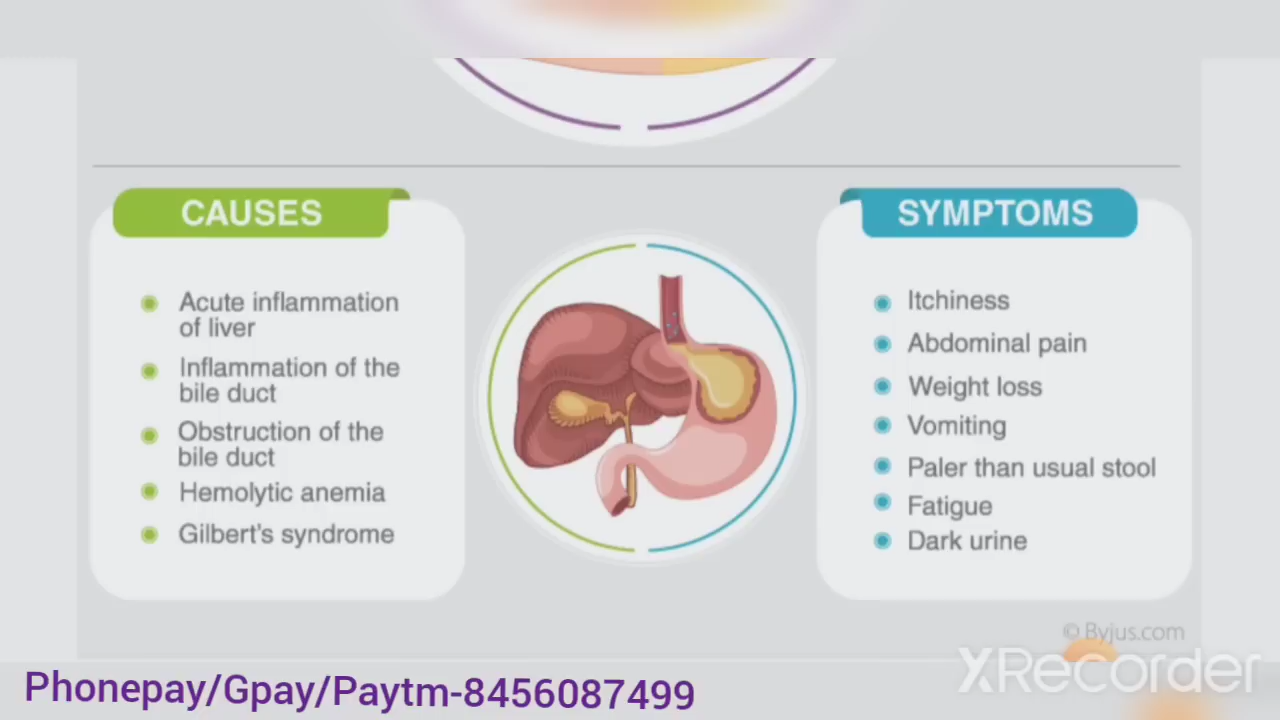 CAUSES
Acute inflammation
of liver
Inflammation of the
bile duct
Obstruction of the
bile duct
Hemolytic anemia
Gilbert's syndrome
SYMPTOMS
Itchiness
Abdominal pain
Weight loss
Vomiting
Paler than usual stool
Fatigue
Dark urine
© Byjus.com
XRecorder
Phonepay/Gpay/Paytm-8456087499